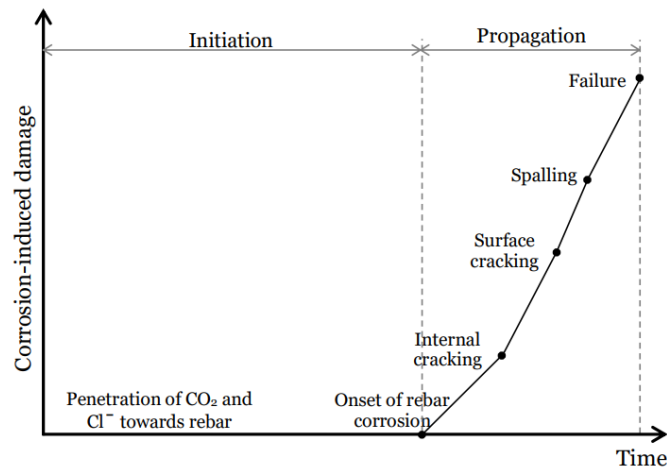 Initiation
Propagation
Failure
Spalling
Surface
cracking
Internal
cracking
Penetration of CO₂ and
Cl⁻ towards rebar
Onset of rebar
corrosion
Corrosion-induced damage
Time